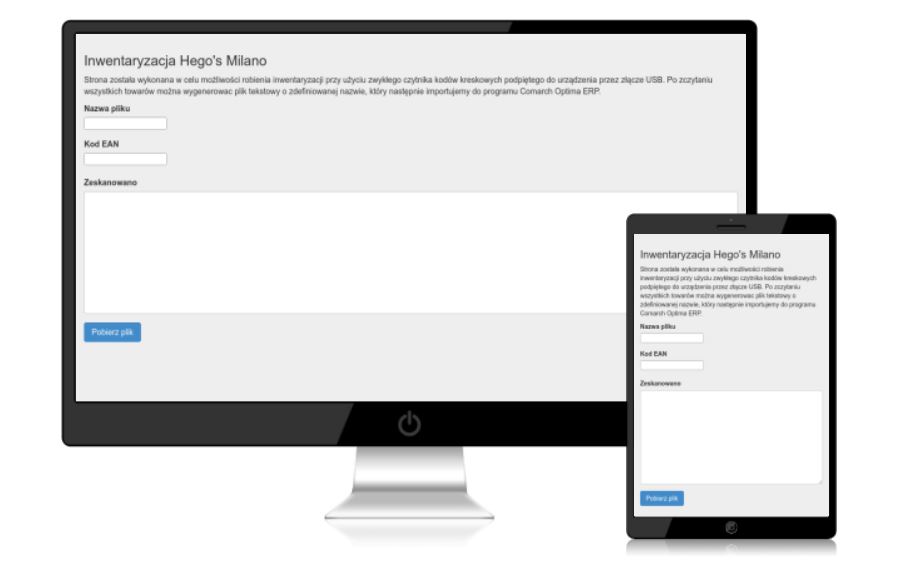 Inwentaryzacja Hego's Milano
Strona została wykonana w celu możliwości robienia inwentaryzacji przy użyciu zwykłego czytnika kodów kreskowych podpiętego do urządzenia przez złącze USB. Po zczytaniu
wszystkich towarów można wygenerowac plik tekstowy o zdefiniowanej nazwie, który następnie importujemy do programu Comarch Optima ERP.
Nazwa pliku
Kod EAN
Zeskanowano
Pobierz plik
Inwentaryzacja Hego's Milano
Strona została wykonana w celu możliwości robienia
inwentaryzacji przy użyciu zwykłego czytnika kodów kreskowych
podpiętego do urządzenia przez złącze USB. Po zczytaniu
wszystkich towarów można wygenerowac plik tekstowy o
zdefiniowanej nazwie, który następnie importujemy do programu
Comarch Optima ERP.
Nazwa pliku
Kod EAN
Zeskanowano
Pobierz plik